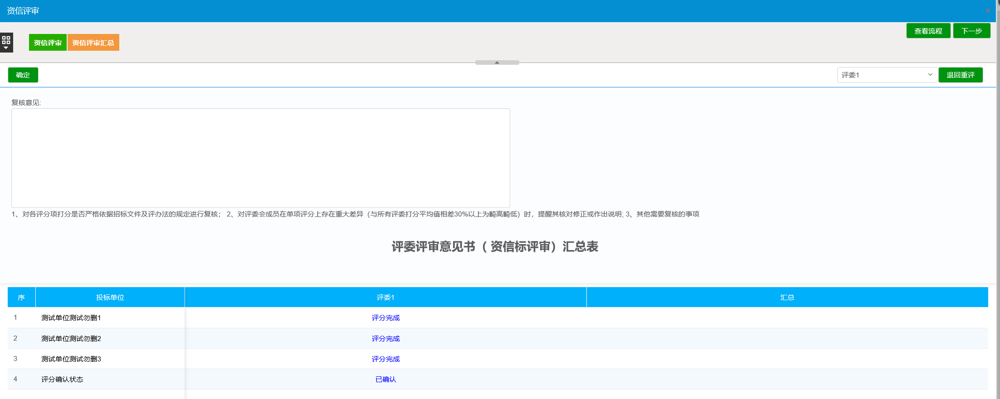 资信评审
查看流程 下一步
资信评审 资信评审汇总
确定 评委1 退回重评
复核意见:
1、对各评分项打分是否严格依据招标文件及评办法的规定进行复核； 2、对评委会成员在单项评分上存在重大差异（与所有评委打分平均值相差30%以上为畸高畸低）时，提醒其核对修正或作出说明; 3、其他需要复核的事项
评委评审意见书（ 资信标评审）汇总表
序 投标单位 评委1 汇总
1 测试单位测试勿删1 评分完成
2 测试单位测试勿删2 评分完成
3 测试单位测试勿删3 评分完成
4 评分确认状态 已确认